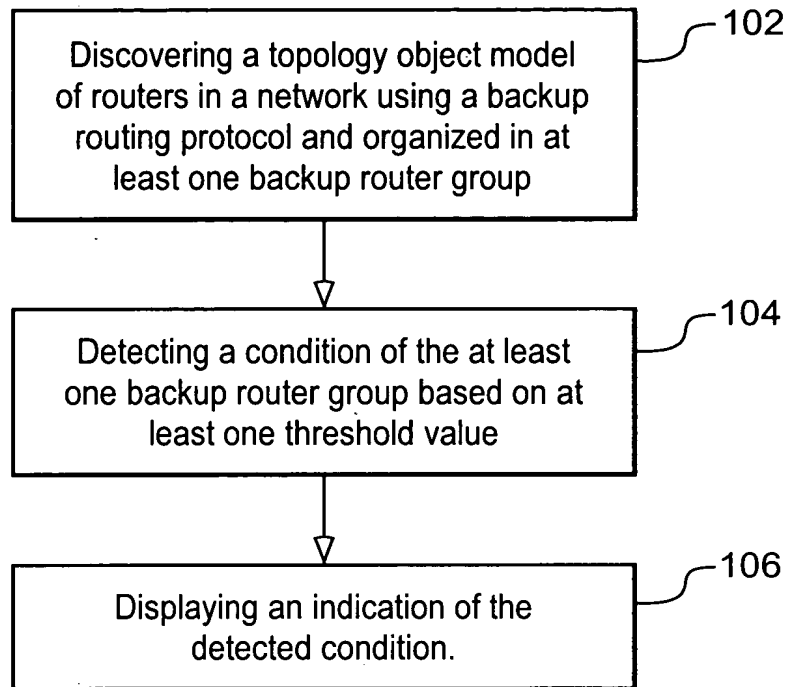 Discovering a topology object model
of routers in a network using a backup
routing protocol and organized in at
least one backup router group
102
Detecting a condition of the at least
one backup router group based on at
least one threshold value
104
Displaying an indication of the
detected condition.
106